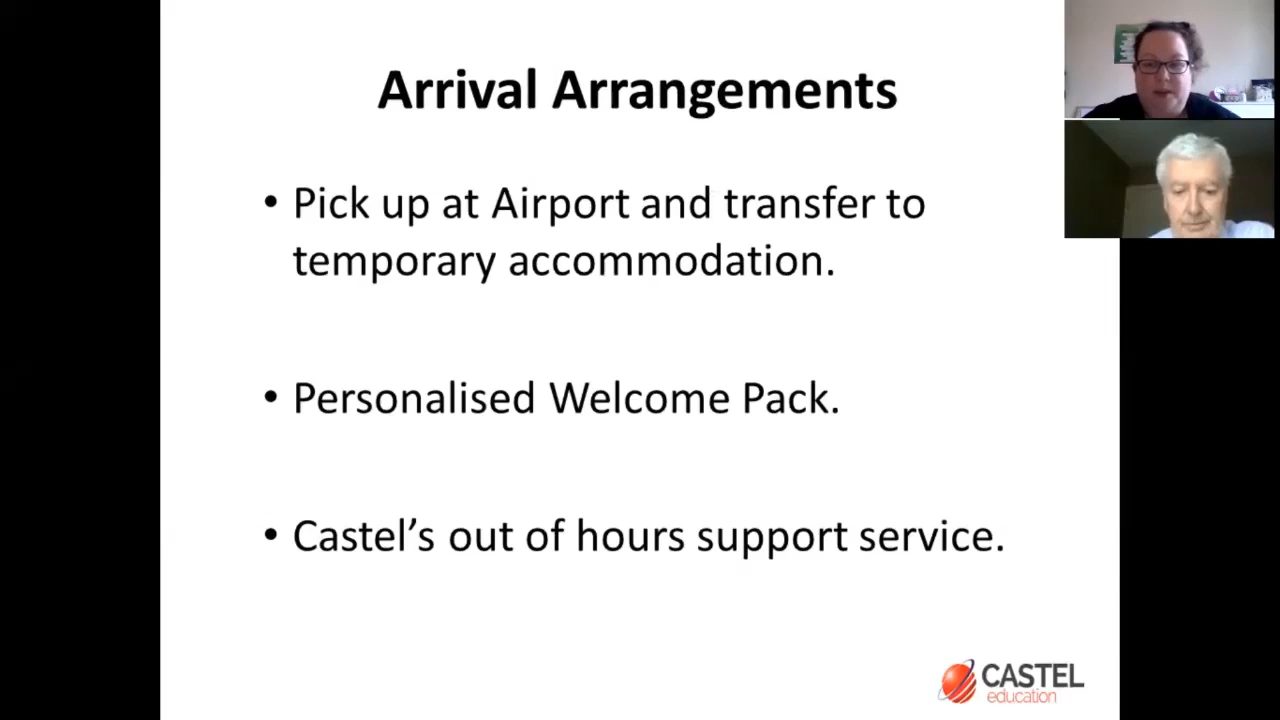 Arrival Arrangements
• Pick up at Airport and transfer to
temporary accommodation.
• Personalised Welcome Pack.
• Castel’s out of hours support service.
CASTEL
education